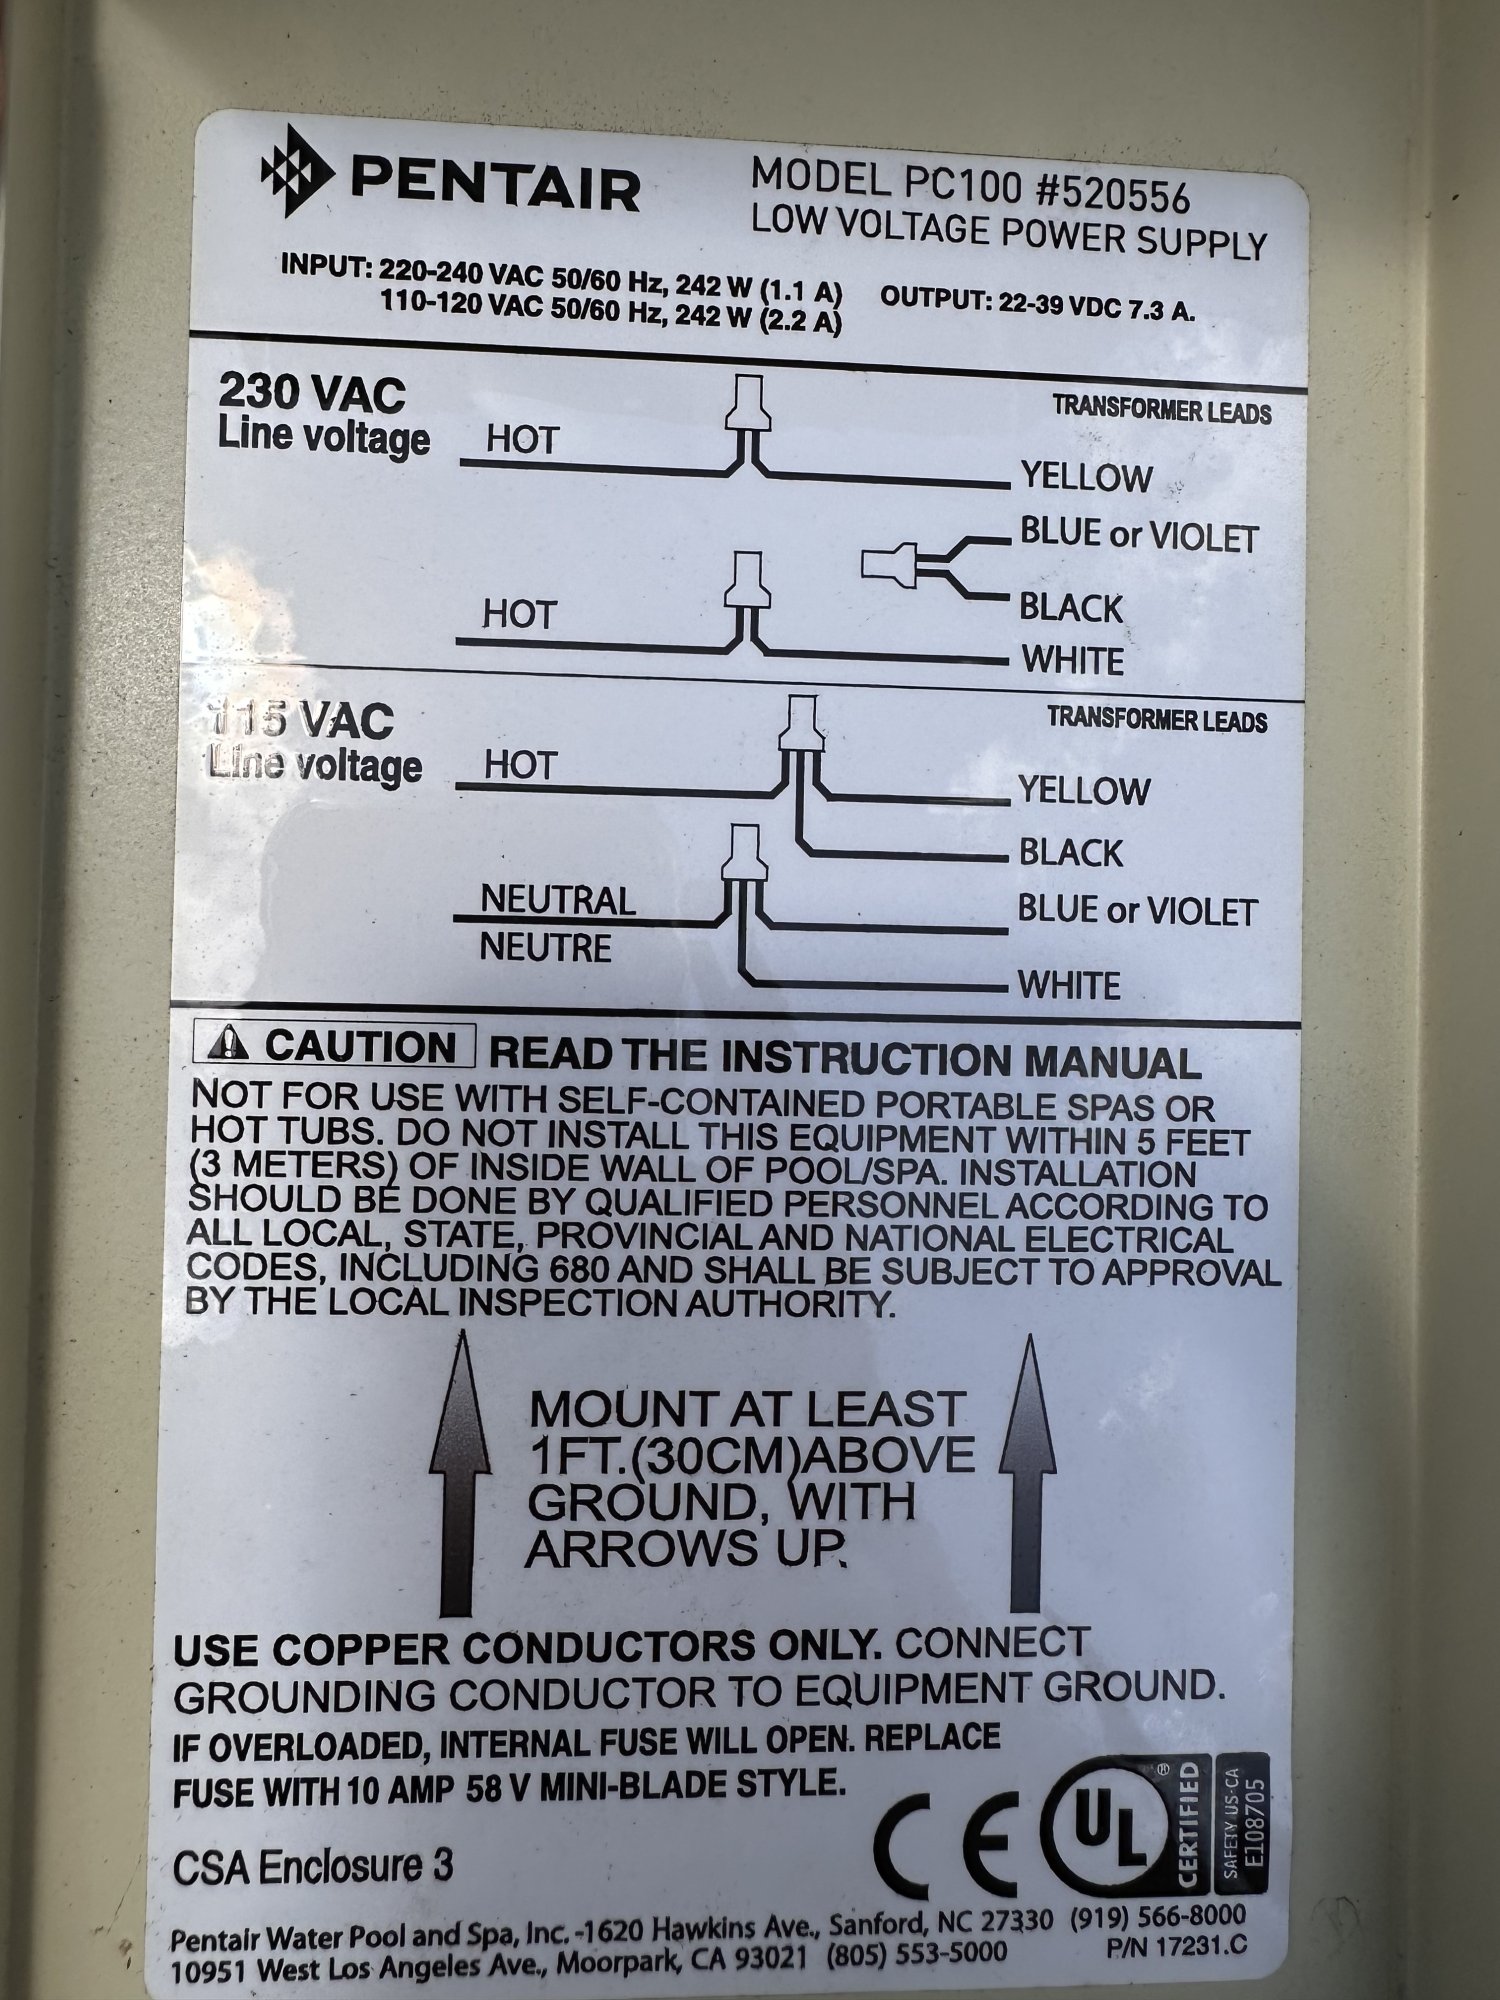 PENTAIR
MODEL PC100 #520556
LOW VOLTAGE POWER SUPPLY
INPUT: 220-240 VAC 50/60 Hz, 242 W (1.1 A)
110-120 VAC 50/60 Hz, 242 W (2.2 A)
OUTPUT: 22-39 VDC 7.3 A.
230 VAC
Line voltage
TRANSFORMER LEADS
HOT
YELLOW
BLUE or VIOLET
BLACK
HOT
WHITE
115 VAC
Line voltage
TRANSFORMER LEADS
HOT
YELLOW
BLACK
NEUTRAL
NEUTRE
BLUE or VIOLET
WHITE
CAUTION READ THE INSTRUCTION MANUAL
NOT FOR USE WITH SELF-CONTAINED PORTABLE SPAS OR
HOT TUBS. DO NOT INSTALL THIS EQUIPMENT WITHIN 5 FEET
(3 METERS) OF INSIDE WALL OF POOL/SPA. INSTALLATION
SHOULD BE DONE BY QUALIFIED PERSONNEL ACCORDING TO
ALL LOCAL, STATE, PROVINCIAL AND NATIONAL ELECTRICAL
CODES, INCLUDING 680 AND SHALL BE SUBJECT TO APPROVAL
BY THE LOCAL INSPECTION AUTHORITY.
MOUNT AT LEAST
1FT.(30CM)ABOVE
GROUND, WITH
ARROWS UP.
USE COPPER CONDUCTORS ONLY. CONNECT
GROUNDING CONDUCTOR TO EQUIPMENT GROUND.
IF OVERLOADED, INTERNAL FUSE WILL OPEN. REPLACE
FUSE WITH 10 AMP 58 V MINI-BLADE STYLE.
CSA Enclosure 3
CE
UL ®
CERTIFIED
SAFETY US-CA
E108705
Pentair Water Pool and Spa, Inc. -1620 Hawkins Ave., Sanford, NC 27330 (919) 566-8000
10951 West Los Angeles Ave., Moorpark, CA 93021 (805) 553-5000
P/N 17231.C